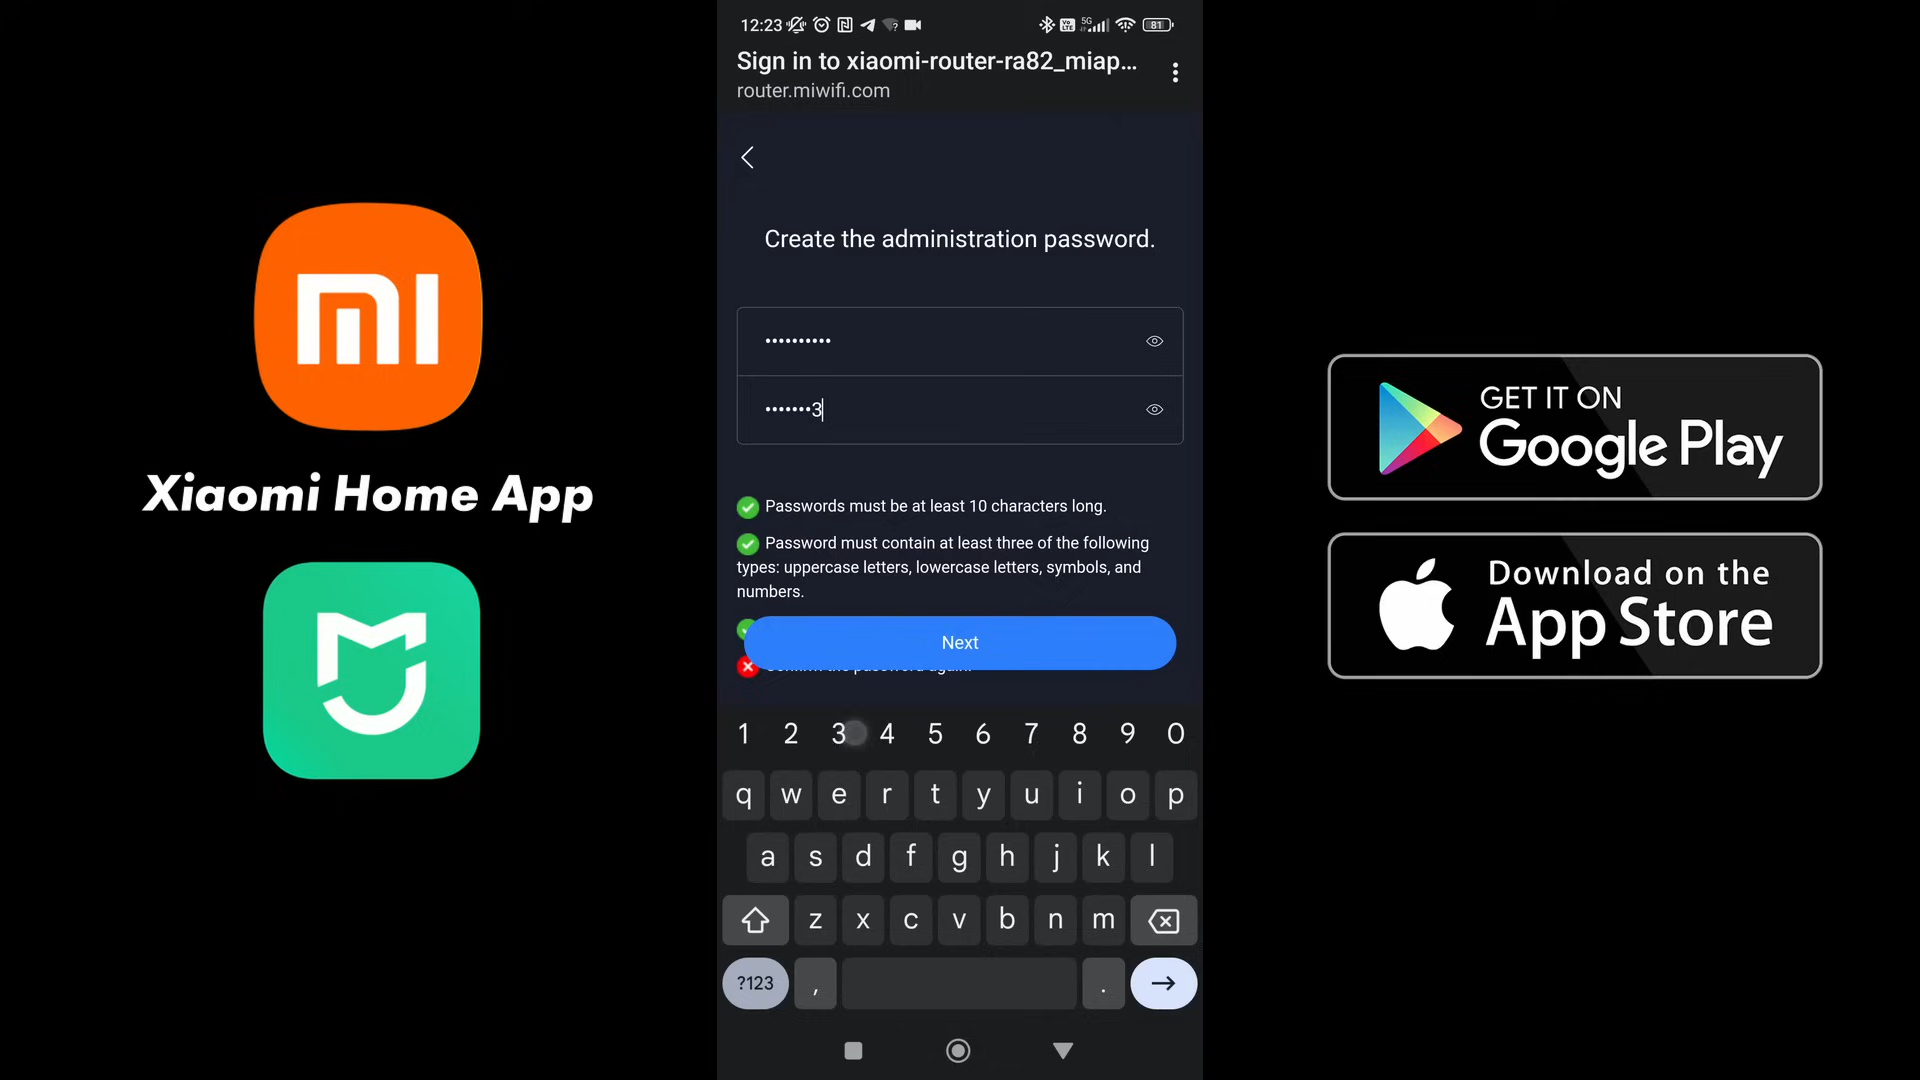 12:23
5G
81
Sign in to xiaomi-router-ra82_miap...
router.miwifi.com
Create the administration password.
••••••••••
•••••••3
Passwords must be at least 10 characters long.
Password must contain at least three of the following
types: uppercase letters, lowercase letters, symbols, and
numbers.
Next
1 2 3 4 5 6 7 8 9 0
q w e r t y u i o p
a s d f g h j k l
z x c v b n m
?123 , .
Xiaomi Home App
GET IT ON
Google Play
Download on the
App Store